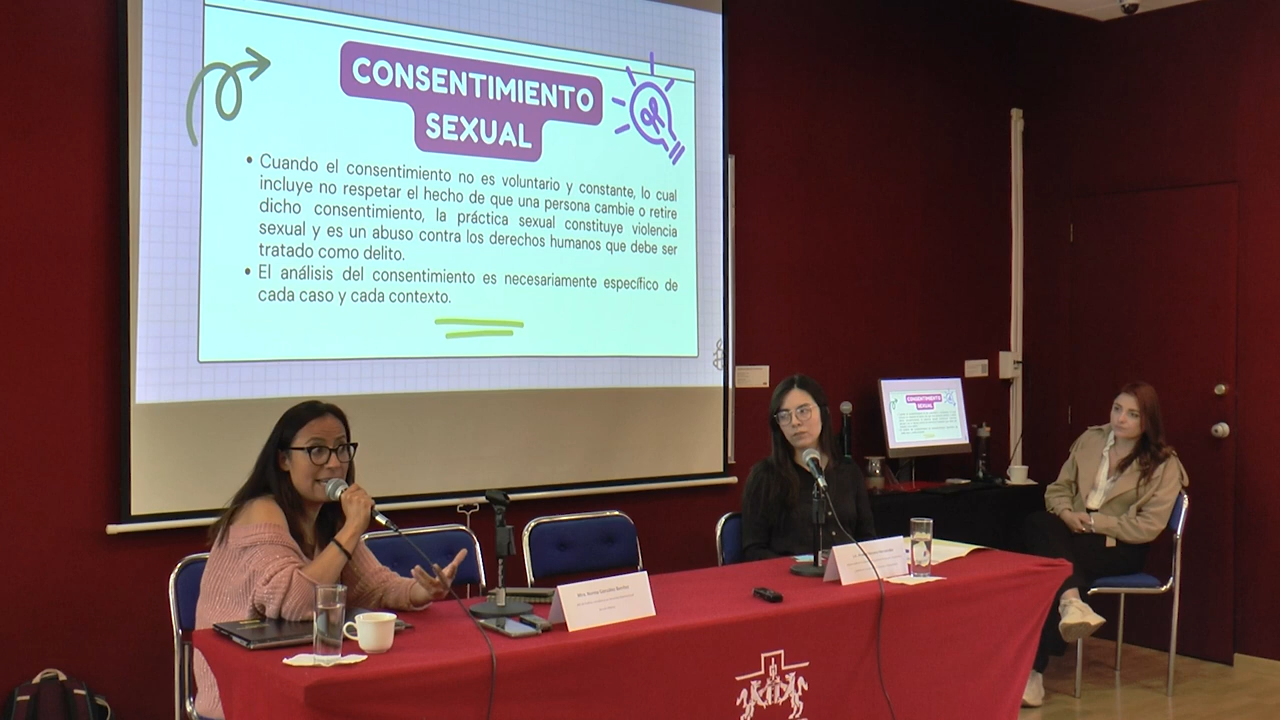 CONSENTIMIENTO
SEXUAL
• Cuando el consentimiento no es voluntario y constante, lo cual
incluye no respetar el hecho de que una persona cambie o retire
dicho consentimiento, la práctica sexual constituye violencia
sexual y es un abuso contra los derechos humanos que debe ser
tratado como delito.
• El análisis del consentimiento es necesariamente específico de
cada caso y cada contexto.
CONSENTIMIENTO
SEXUAL